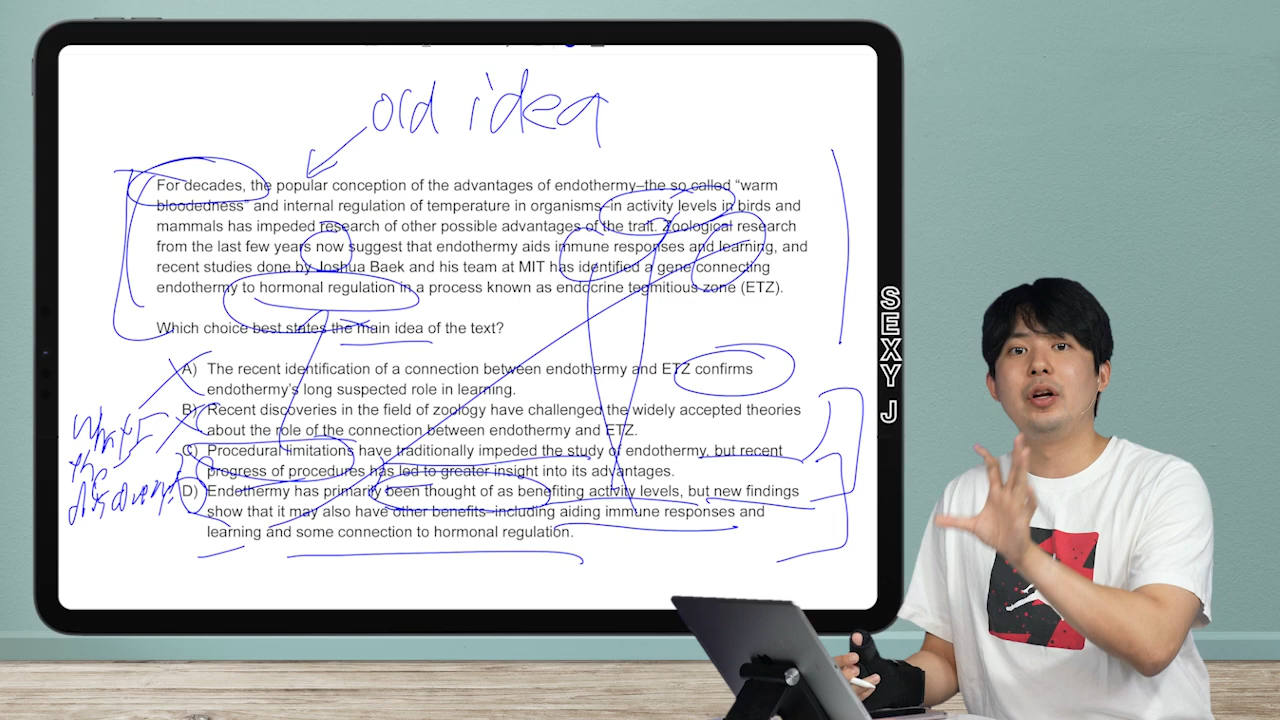 old idea
For decades, the popular conception of the advantages of endothermy–the so called “warm
bloodedness” and internal regulation of temperature in organisms–in activity levels in birds and
mammals has impeded research of other possible advantages of the trait. Zoological research
from the last few years now suggest that endothermy aids immune responses and learning, and
recent studies done by Joshua Baek and his team at MIT has identified a gene connecting
endothermy to hormonal regulation in a process known as endocrine tegnitious zone (ETZ).
Which choice best states the main idea of the text?
A) The recent identification of a connection between endothermy and ETZ confirms
endothermy’s long suspected role in learning.
B) Recent discoveries in the field of zoology have challenged the widely accepted theories
about the role of the connection between endothermy and ETZ.
C) Procedural limitations have traditionally impeded the study of endothermy, but recent
progress of procedures has led to greater insight into its advantages.
D) Endothermy has primarily been thought of as benefiting activity levels, but new findings
show that it may also have other benefits–including aiding immune responses and
learning and some connection to hormonal regulation.
SEXY J